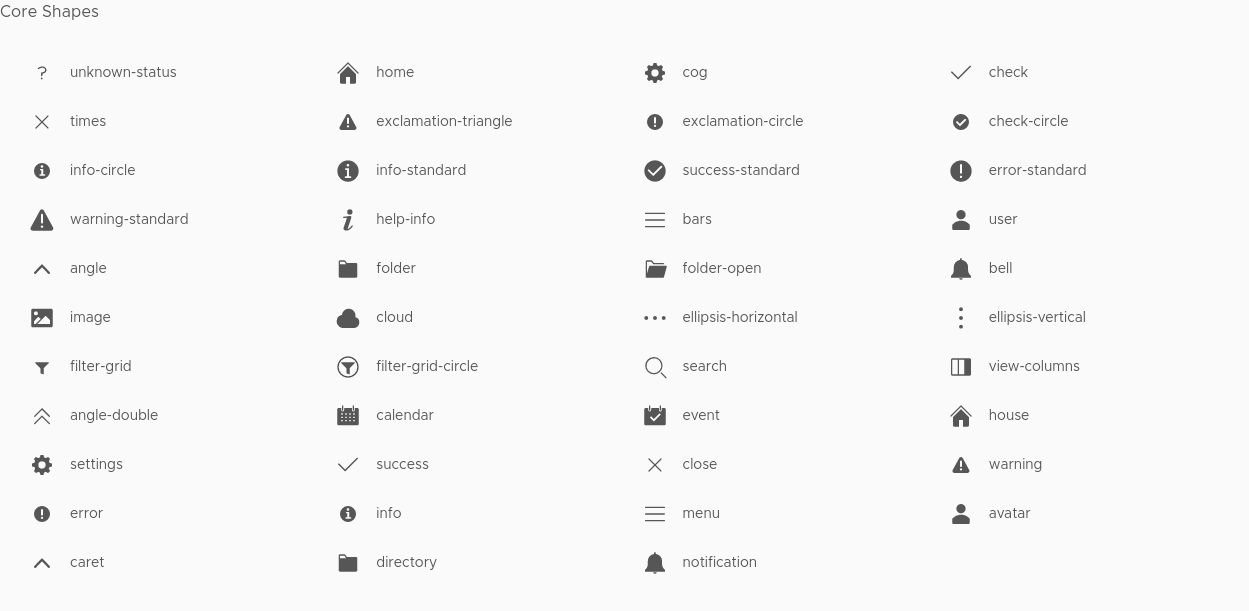 Core Shapes
unknown-status home cog check
times exclamation-triangle exclamation-circle check-circle
info-circle info-standard success-standard error-standard
warning-standard help-info bars user
angle folder folder-open bell
image cloud ellipsis-horizontal ellipsis-vertical
filter-grid filter-grid-circle search view-columns
angle-double calendar event house
settings success close warning
error info menu avatar
caret directory notification